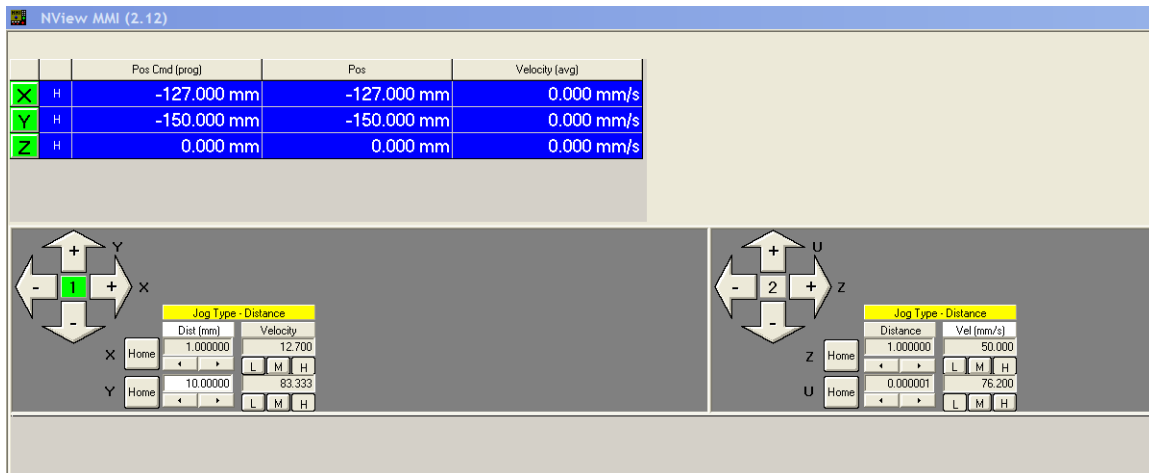 NView MMI (2.12)
Pos Cmd (prog) Pos Velocity (avg)
X H -127.000 mm -127.000 mm 0.000 mm/s
Y H -150.000 mm -150.000 mm 0.000 mm/s
Z H 0.000 mm 0.000 mm 0.000 mm/s
+ Y
- 1 + X
-
Jog Type - Distance
Dist (mm) Velocity
X Home 1.000000 12.700
L M H
Y Home 10.00000 83.333
L M H
+ U
- 2 + Z
-
Jog Type - Distance
Distance Vel (mm/s)
Z Home 1.000000 50.000
L M H
U Home 0.000001 76.200
L M H